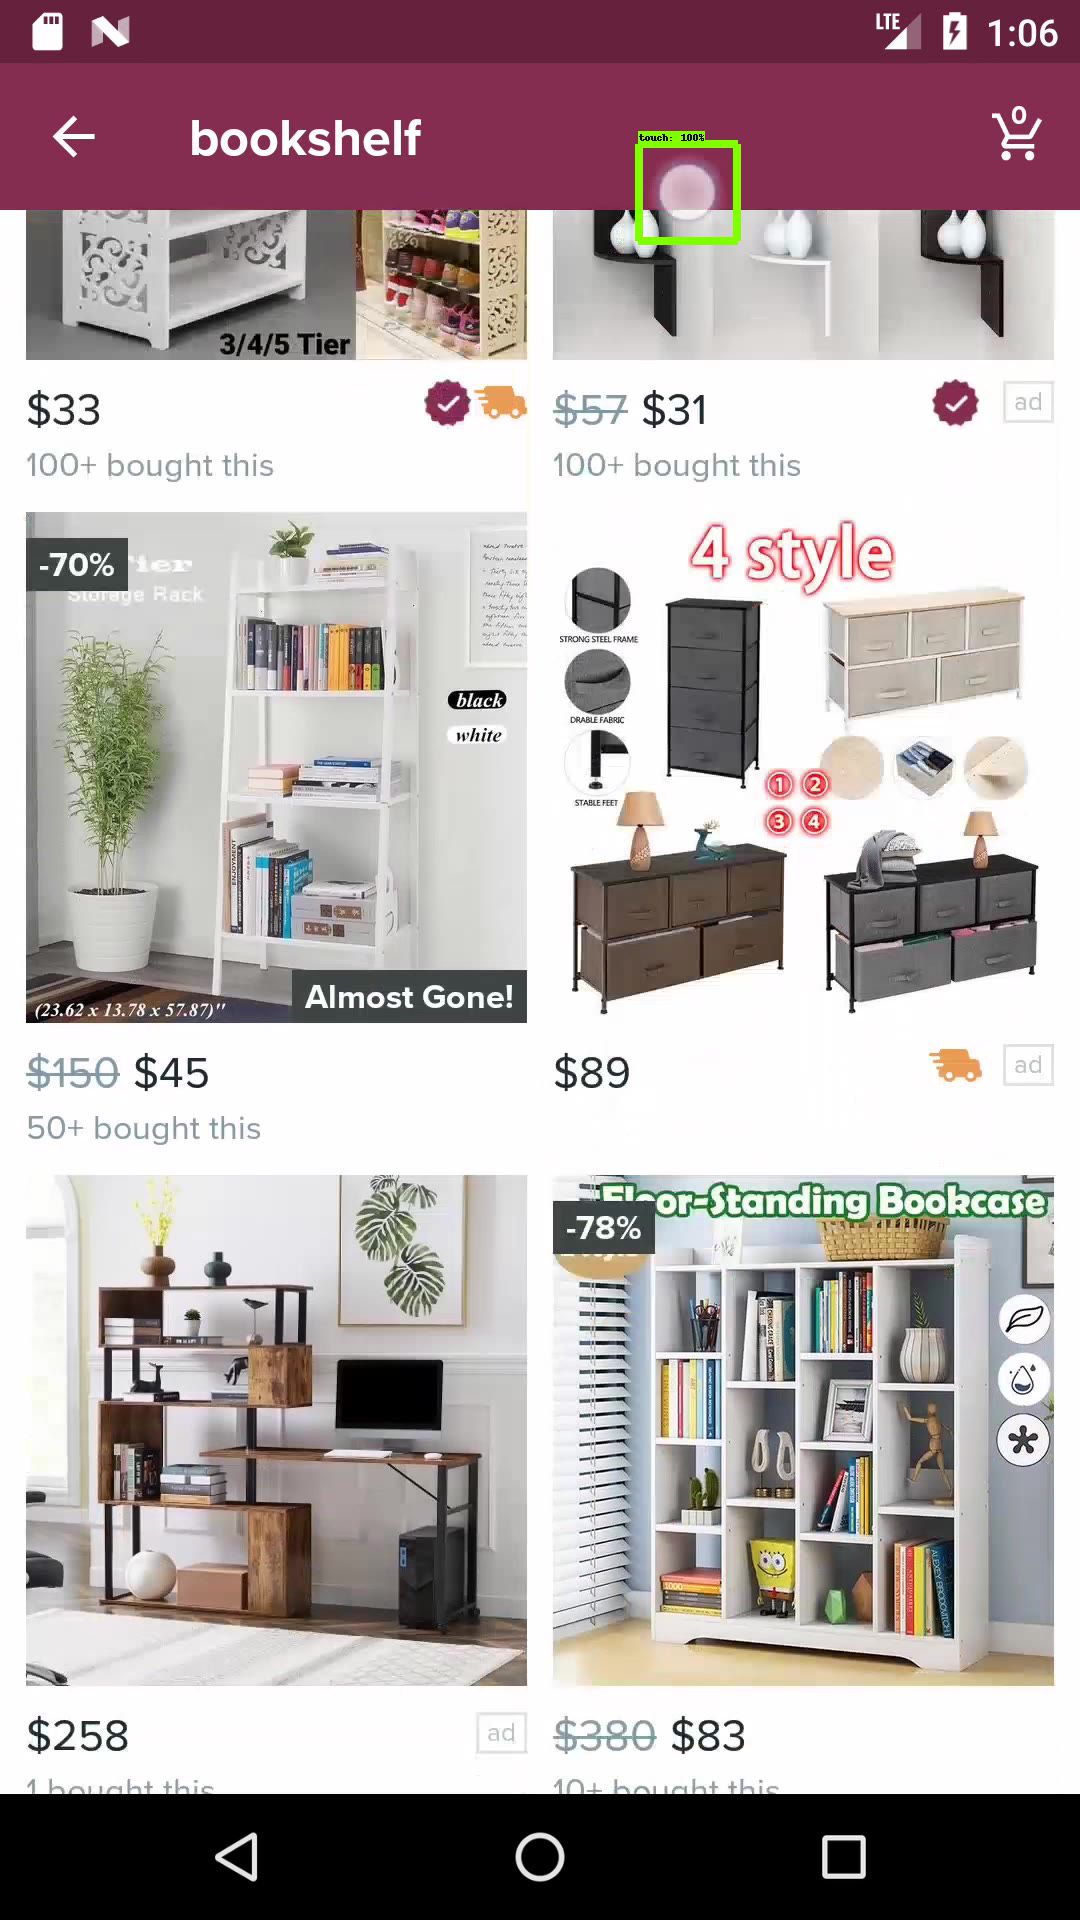 LTE 1:06
touch: 100%
bookshelf
0
3/4/5 Tier
$33
100+ bought this
$57 $31 ad
100+ bought this
-70%
Tier
Storage Rack
black
white
Almost Gone!
(23.62 x 13.78 x 57.87)"
$150 $45
50+ bought this
4 style
STRONG STEEL FRAME
DRABLE FABRIC
STABLE FEET
① ②
③ ④
$89 ad
$258 ad
1 bought this
Floor-Standing Bookcase
-78%
$380 $83
10+ bought this